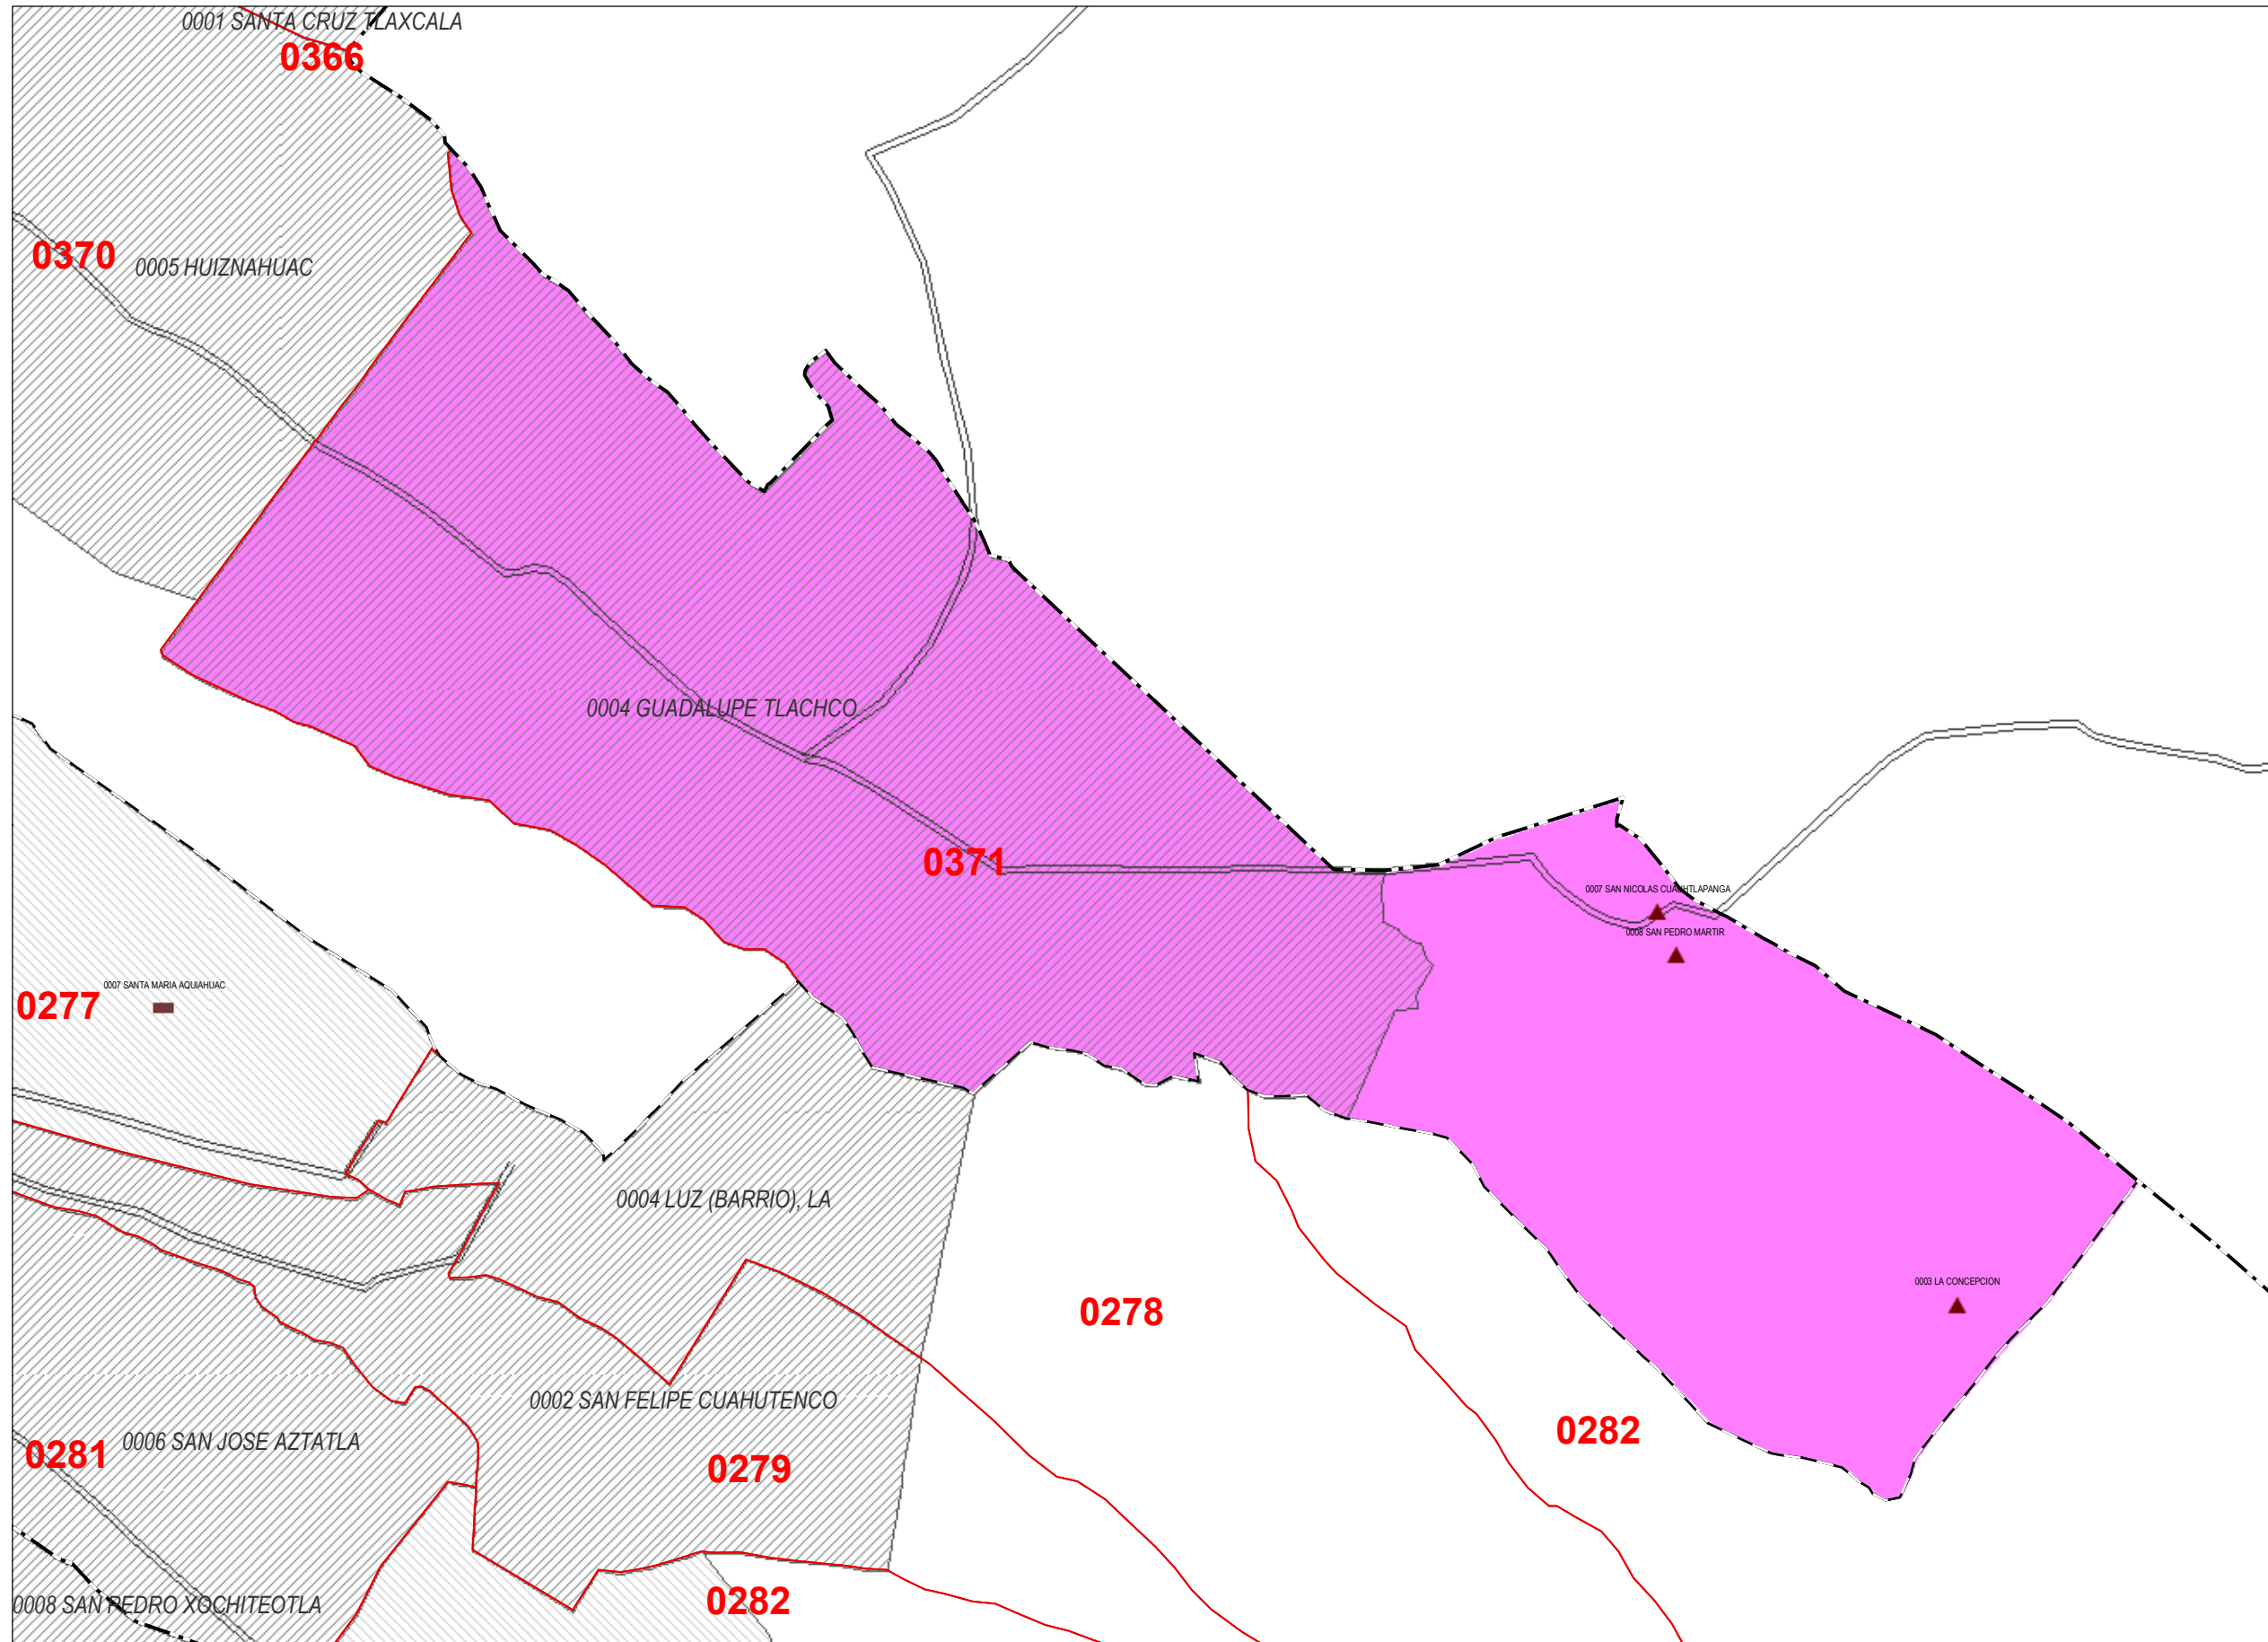 0001 SANTA CRUZ TLAXCALA
0366
0370
0005 HUIZNAHUAC
0004 GUADALUPE TLACHCO
0371
0007 SAN NICOLAS CUAUHTLAPANGA
0008 SAN PEDRO MARTIR
0007 SANTA MARIA AQUIAHUAC
0277
0004 LUZ (BARRIO), LA
0003 LA CONCEPCION
0278
0002 SAN FELIPE CUAHUTENCO
0282
0006 SAN JOSE AZTATLA
0281
0279
0282
0008 SAN PEDRO XOCHITEOTLA